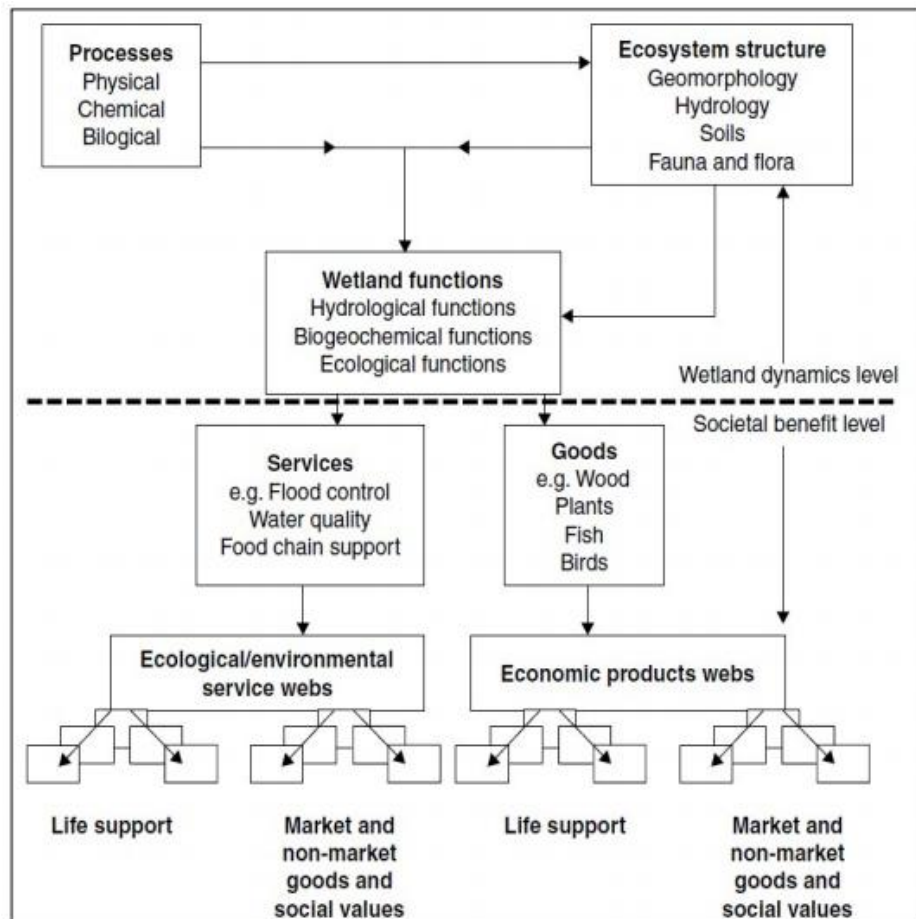 Processes
Physical
Chemical
Bilogical
Ecosystem structure
Geomorphology
Hydrology
Soils
Fauna and flora
Wetland functions
Hydrological functions
Biogeochemical functions
Ecological functions
Wetland dynamics level
Societal benefit level
Services
e.g. Flood control
Water quality
Food chain support
Goods
e.g. Wood
Plants
Fish
Birds
Ecological/environmental
service webs
Economic products webs
Life support
Market and
non-market
goods and
social values
Life support
Market and
non-market
goods and
social values